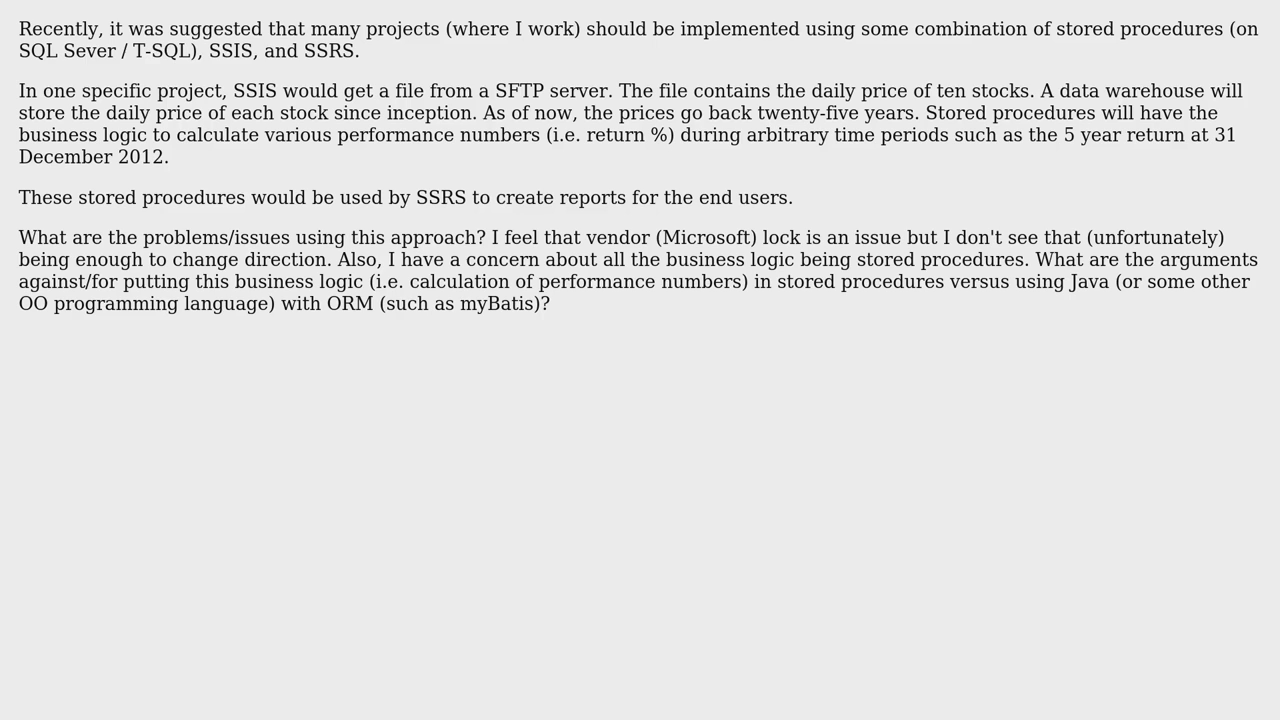 Recently, it was suggested that many projects (where I work) should be implemented using some combination of stored procedures (on
SQL Sever / T-SQL), SSIS, and SSRS.
In one specific project, SSIS would get a file from a SFTP server. The file contains the daily price of ten stocks. A data warehouse will
store the daily price of each stock since inception. As of now, the prices go back twenty-five years. Stored procedures will have the
business logic to calculate various performance numbers (i.e. return %) during arbitrary time periods such as the 5 year return at 31
December 2012.
These stored procedures would be used by SSRS to create reports for the end users.
What are the problems/issues using this approach? I feel that vendor (Microsoft) lock is an issue but I don't see that (unfortunately)
being enough to change direction. Also, I have a concern about all the business logic being stored procedures. What are the arguments
against/for putting this business logic (i.e. calculation of performance numbers) in stored procedures versus using Java (or some other
OO programming language) with ORM (such as myBatis)?